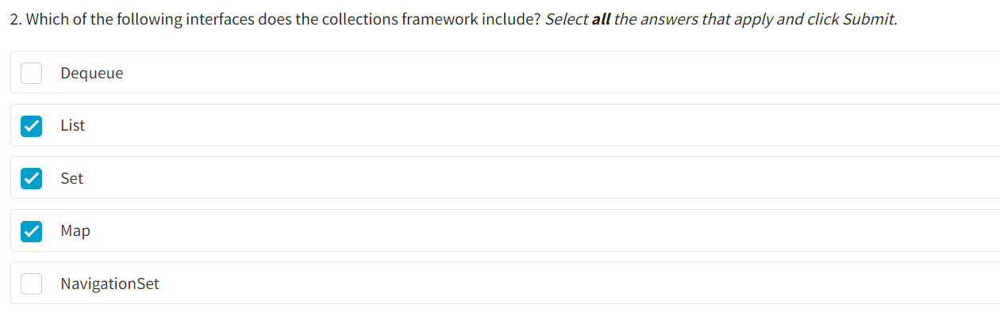 2. Which of the following interfaces does the collections framework include? Select all the answers that apply and click Submit.
Dequeue
List
Set
Map
NavigationSet